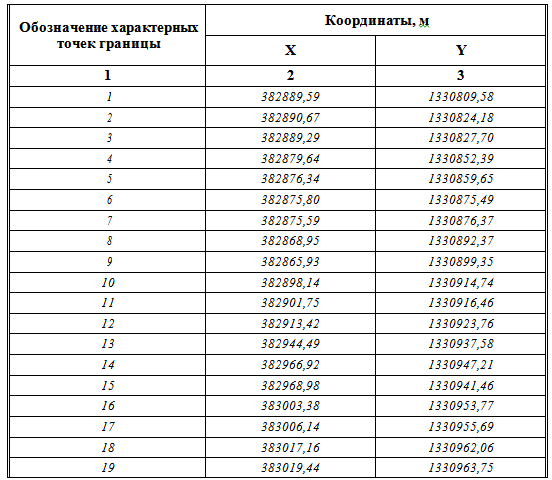 Обозначение характерных точек границы
Координаты, м
X Y
1 2 3
1 382889,59 1330809,58
2 382890,67 1330824,18
3 382889,29 1330827,70
4 382879,64 1330852,39
5 382876,34 1330859,65
6 382875,80 1330875,49
7 382875,59 1330876,37
8 382868,95 1330892,37
9 382865,93 1330899,35
10 382898,14 1330914,74
11 382901,75 1330916,46
12 382913,42 1330923,76
13 382944,49 1330937,58
14 382966,92 1330947,21
15 382968,98 1330941,46
16 383003,38 1330953,77
17 383006,14 1330955,69
18 383017,16 1330962,06
19 383019,44 1330963,75